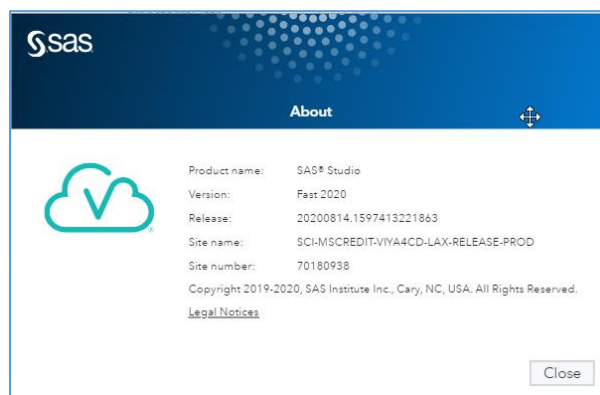 sas
About
Product name: SAS® Studio
Version: Fast 2020
Release: 20200814.1597413221863
Site name: SCI-MSCREDIT-VIYA4CD-LAX-RELEASE-PROD
Site number: 70180938
Copyright 2019-2020, SAS Institute Inc., Cary, NC, USA. All Rights Reserved.
Legal Notices
Close